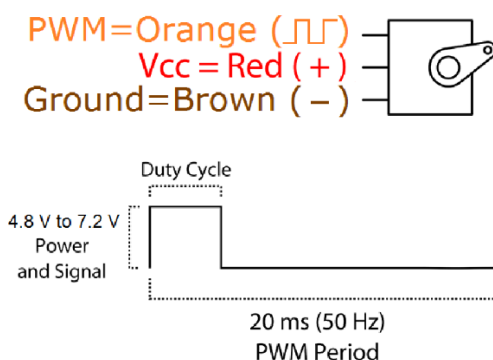 PWM=Orange (⎍⎍)
Vcc = Red (+)
Ground=Brown (−)
Duty Cycle
4.8 V to 7.2 V
Power
and Signal
20 ms (50 Hz)
PWM Period